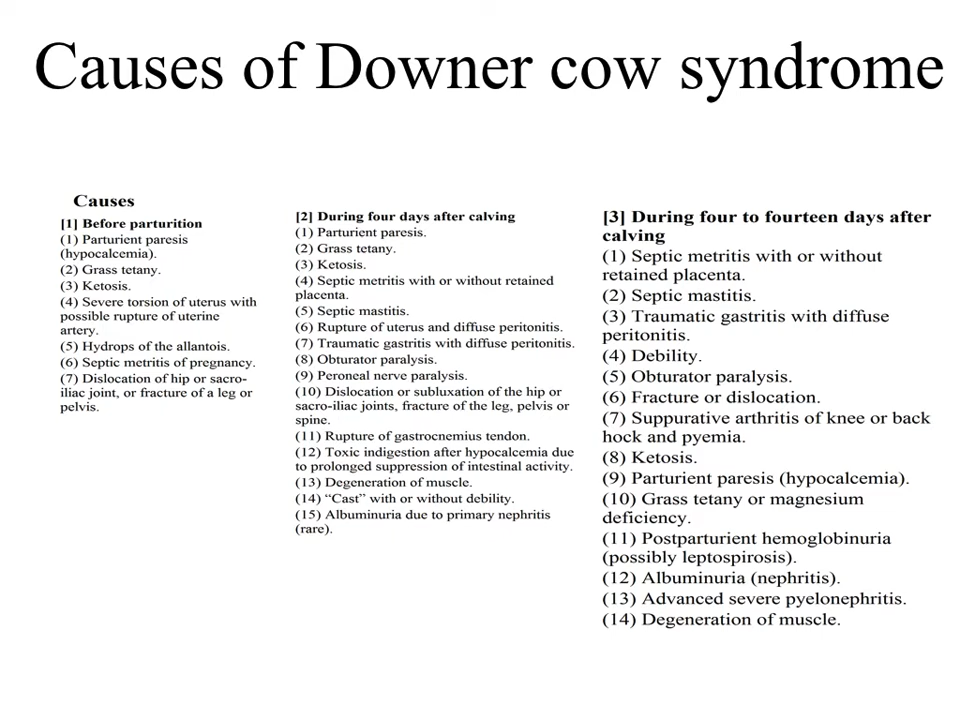 Causes of Downer cow syndrome
Causes
[1] Before parturition
(1) Parturient paresis
(hypocalcemia).
(2) Grass tetany.
(3) Ketosis.
(4) Severe torsion of uterus with
possible rupture of uterine
artery.
(5) Hydrops of the allantois.
(6) Septic metritis of pregnancy.
(7) Dislocation of hip or sacro-
iliac joint, or fracture of a leg or
pelvis.
[2] During four days after calving
(1) Parturient paresis.
(2) Grass tetany.
(3) Ketosis.
(4) Septic metritis with or without retained
placenta.
(5) Septic mastitis.
(6) Rupture of uterus and diffuse peritonitis.
(7) Traumatic gastritis with diffuse peritonitis.
(8) Obturator paralysis.
(9) Peroneal nerve paralysis.
(10) Dislocation or subluxation of the hip or
sacro-iliac joints, fracture of the leg, pelvis or
spine.
(11) Rupture of gastrocnemius tendon.
(12) Toxic indigestion after hypocalcemia due
to prolonged suppression of intestinal activity.
(13) Degeneration of muscle.
(14) “Cast” with or without debility.
(15) Albuminuria due to primary nephritis
(rare).
[3] During four to fourteen days after
calving
(1) Septic metritis with or without
retained placenta.
(2) Septic mastitis.
(3) Traumatic gastritis with diffuse
peritonitis.
(4) Debility.
(5) Obturator paralysis.
(6) Fracture or dislocation.
(7) Suppurative arthritis of knee or back
hock and pyemia.
(8) Ketosis.
(9) Parturient paresis (hypocalcemia).
(10) Grass tetany or magnesium
deficiency.
(11) Postparturient hemoglobinuria
(possibly leptospirosis).
(12) Albuminuria (nephritis).
(13) Advanced severe pyelonephritis.
(14) Degeneration of muscle.